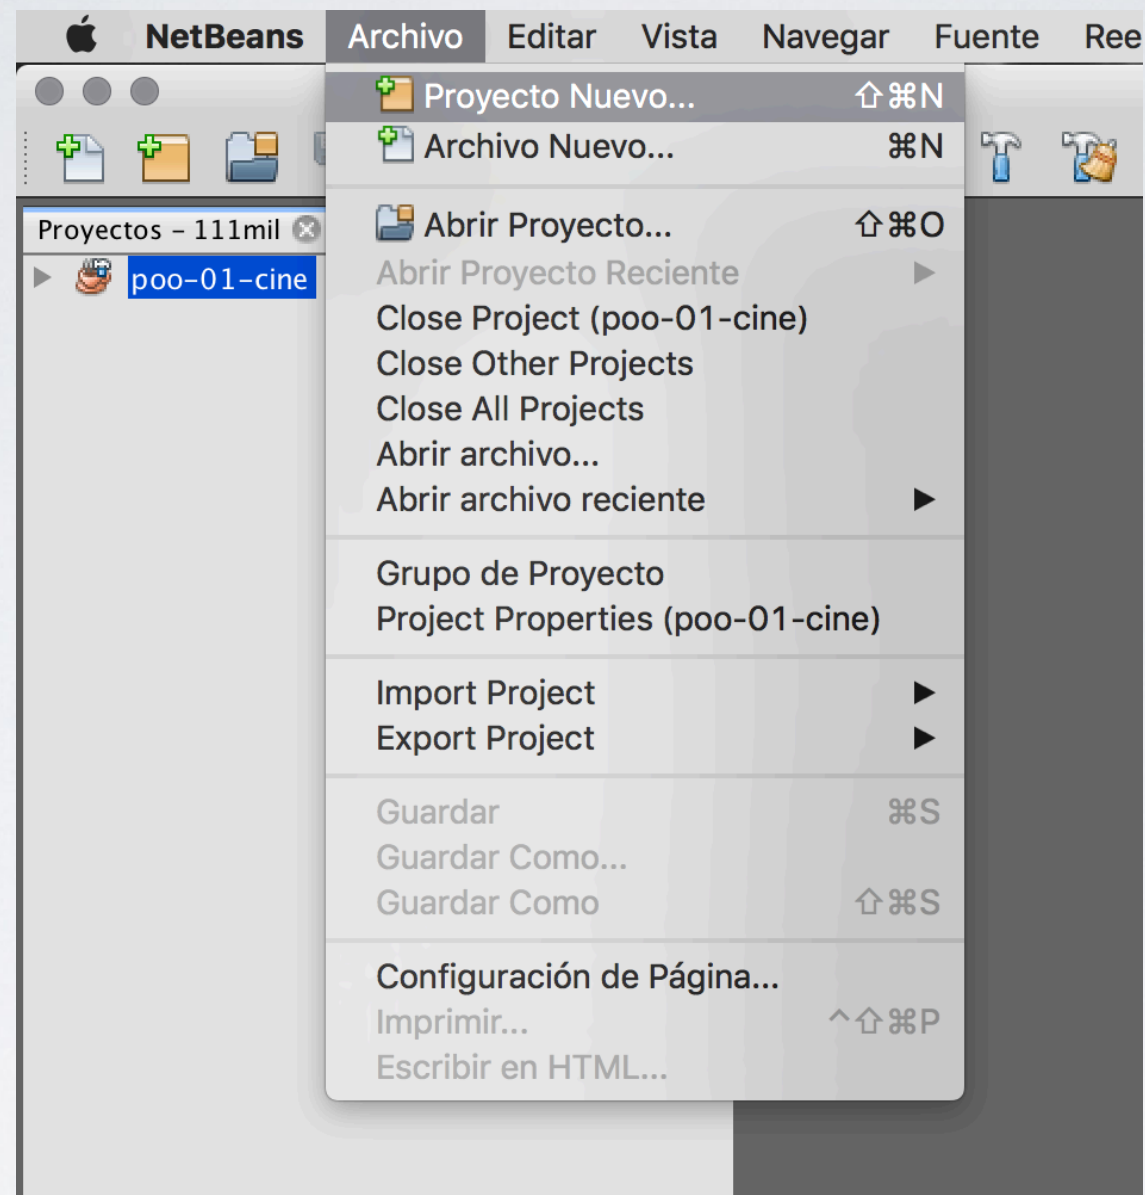 NetBeans Archivo Editar Vista Navegar Fuente Ree
Proyecto Nuevo... ⇧⌘N
Archivo Nuevo... ⌘N
Proyectos - 111mil
Abrir Proyecto... ⇧⌘O
poo-01-cine
Abrir Proyecto Reciente
Close Project (poo-01-cine)
Close Other Projects
Close All Projects
Abrir archivo...
Abrir archivo reciente
Grupo de Proyecto
Project Properties (poo-01-cine)
Import Project
Export Project
Guardar ⌘S
Guardar Como...
Guardar Como ⇧⌘S
Configuración de Página...
Imprimir... ^⇧⌘P
Escribir en HTML...